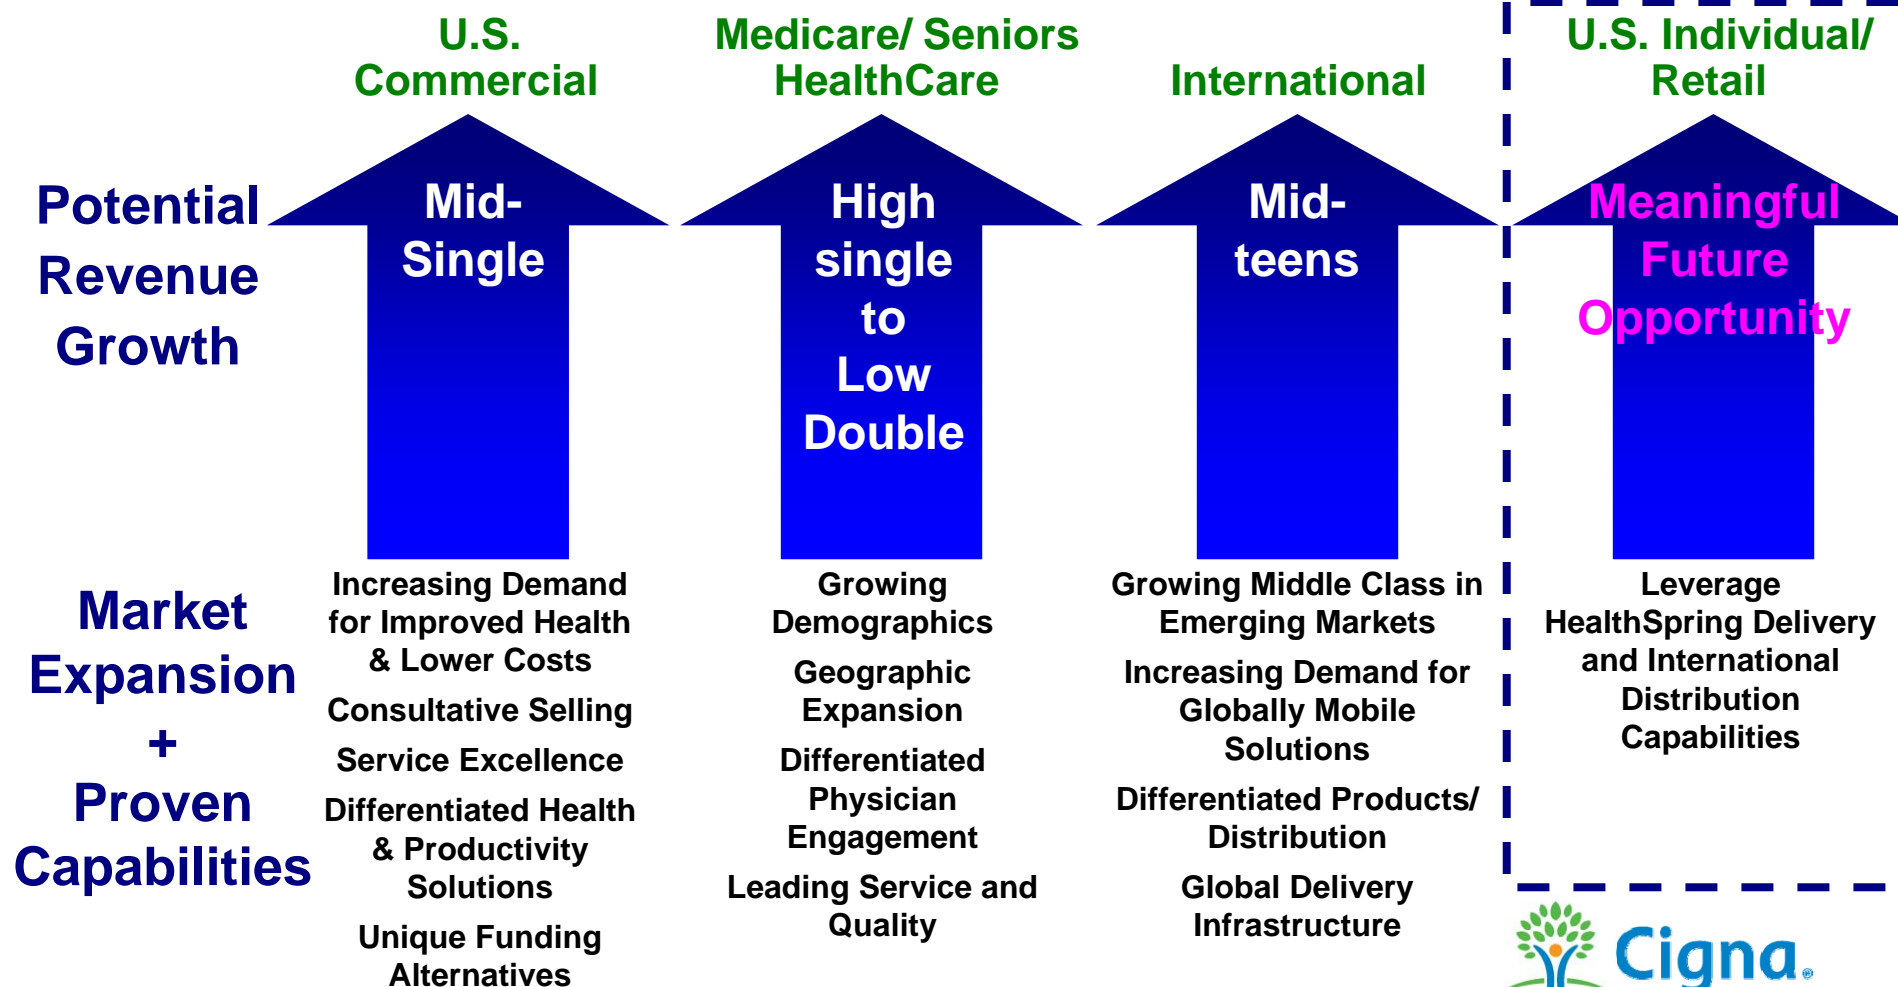 U.S.
Commercial
Medicare/ Seniors
HealthCare
International
U.S. Individual/
Retail
Potential
Revenue
Growth
Mid-
Single
High
single
to
Low
Double
Mid-
teens
Meaningful
Future
Opportunity
Market
Expansion
+
Proven
Capabilities
Increasing Demand
for Improved Health
& Lower Costs
Consultative Selling
Service Excellence
Differentiated Health
& Productivity
Solutions
Unique Funding
Alternatives
Growing
Demographics
Geographic
Expansion
Differentiated
Physician
Engagement
Leading Service and
Quality
Growing Middle Class in
Emerging Markets
Increasing Demand for
Globally Mobile
Solutions
Differentiated Products/
Distribution
Global Delivery
Infrastructure
Leverage
HealthSpring Delivery
and International
Distribution
Capabilities
Cigna®